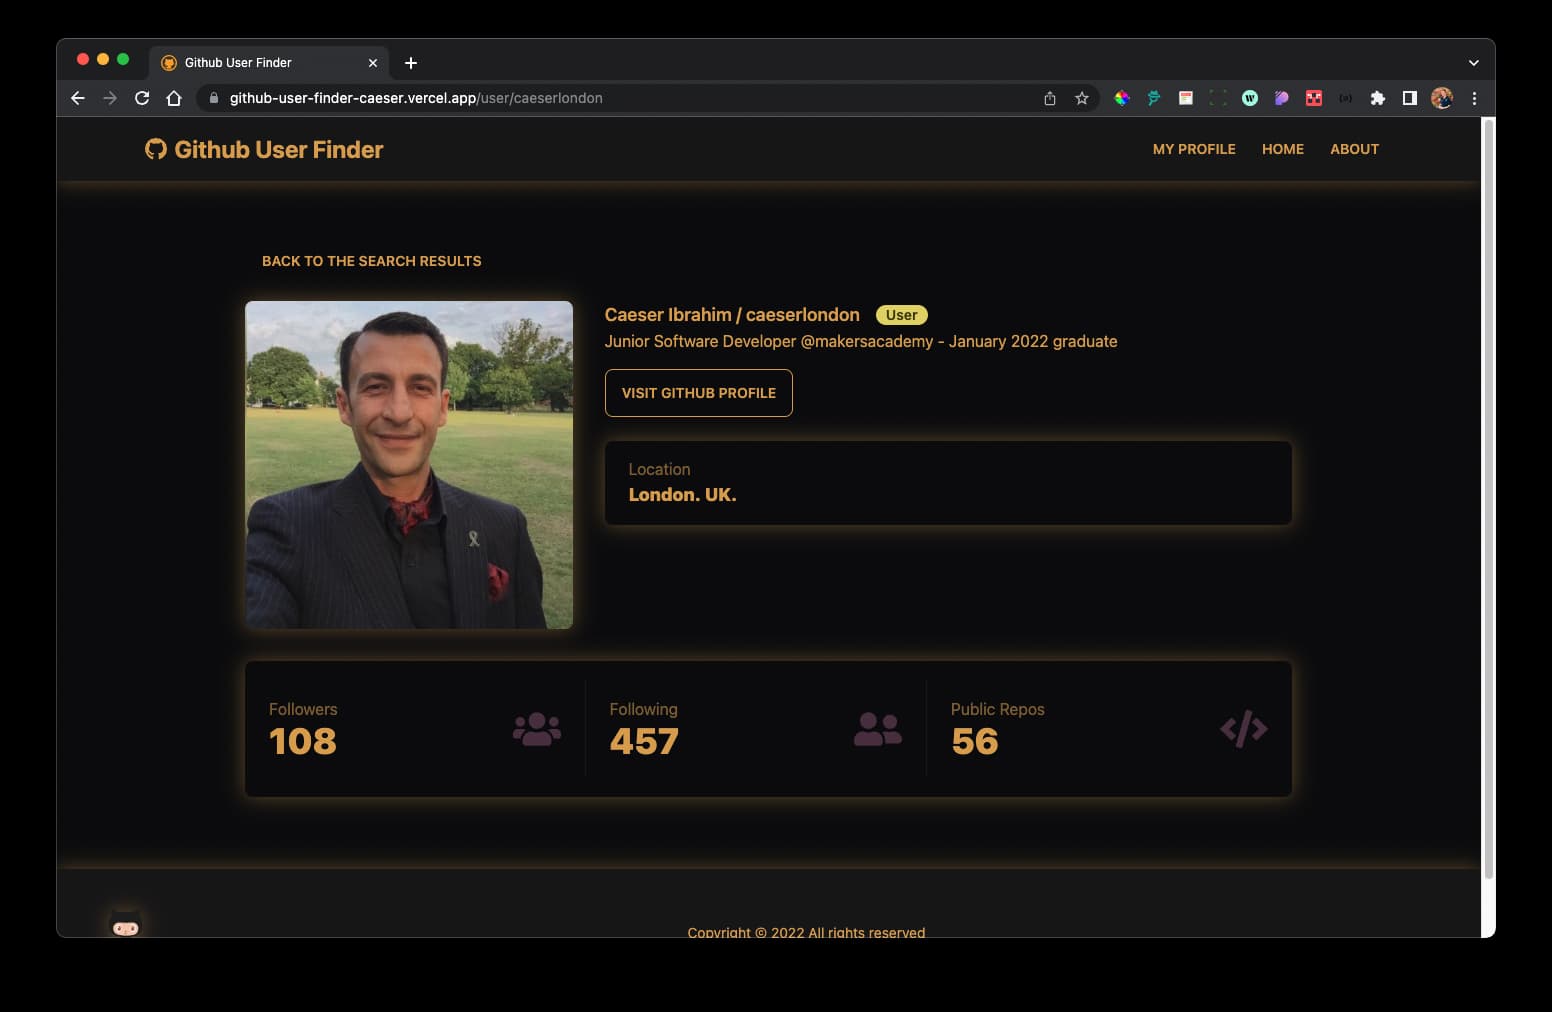 Github User Finder
github-user-finder-caeser.vercel.app/user/caeserlondon
Github User Finder
MY PROFILE
HOME
ABOUT
BACK TO THE SEARCH RESULTS
Caeser Ibrahim / caeserlondon
User
Junior Software Developer @makersacademy - January 2022 graduate
VISIT GITHUB PROFILE
Location
London. UK.
Followers
108
Following
457
Public Repos
56
Copyright © 2022 All rights reserved